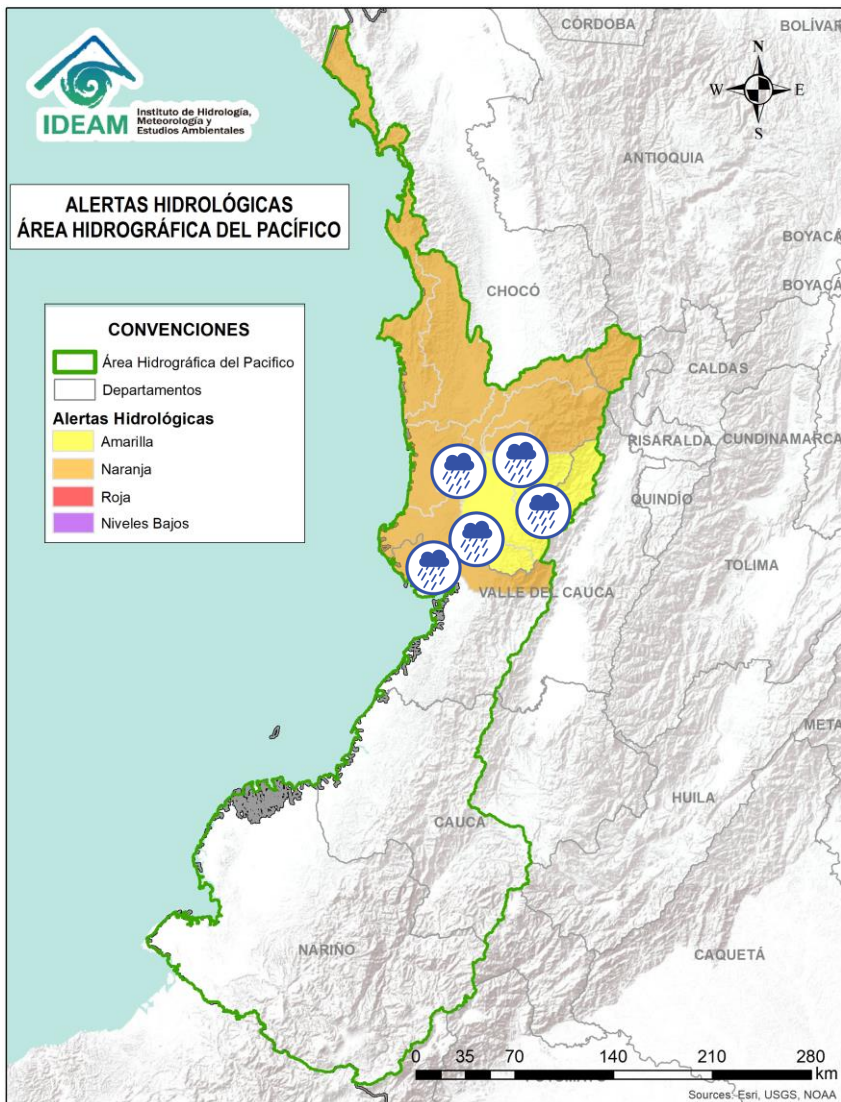 CÓRDOBA
BOLÍVAR
N
W
E
S
IDEAM
Instituto de Hidrología,
Meteorología y
Estudios Ambientales
ANTIOQUIA
ALERTAS HIDROLÓGICAS
ÁREA HIDROGRÁFICA DEL PACÍFICO
BOYACÁ
BOYACÁ
CHOCÓ
CONVENCIONES
Área Hidrográfica del Pacifico
Departamentos
Alertas Hidrológicas
Amarilla
Naranja
Roja
Niveles Bajos
CALDAS
RISARALDA
CUNDINAMARCA
QUINDÍO
TOLIMA
VALLE DEL CAUCA
META
HUILA
CAUCA
NARIÑO
CAQUETÁ
0 35 70 140 210 280
km
Sources: Esri, USGS, NOAA